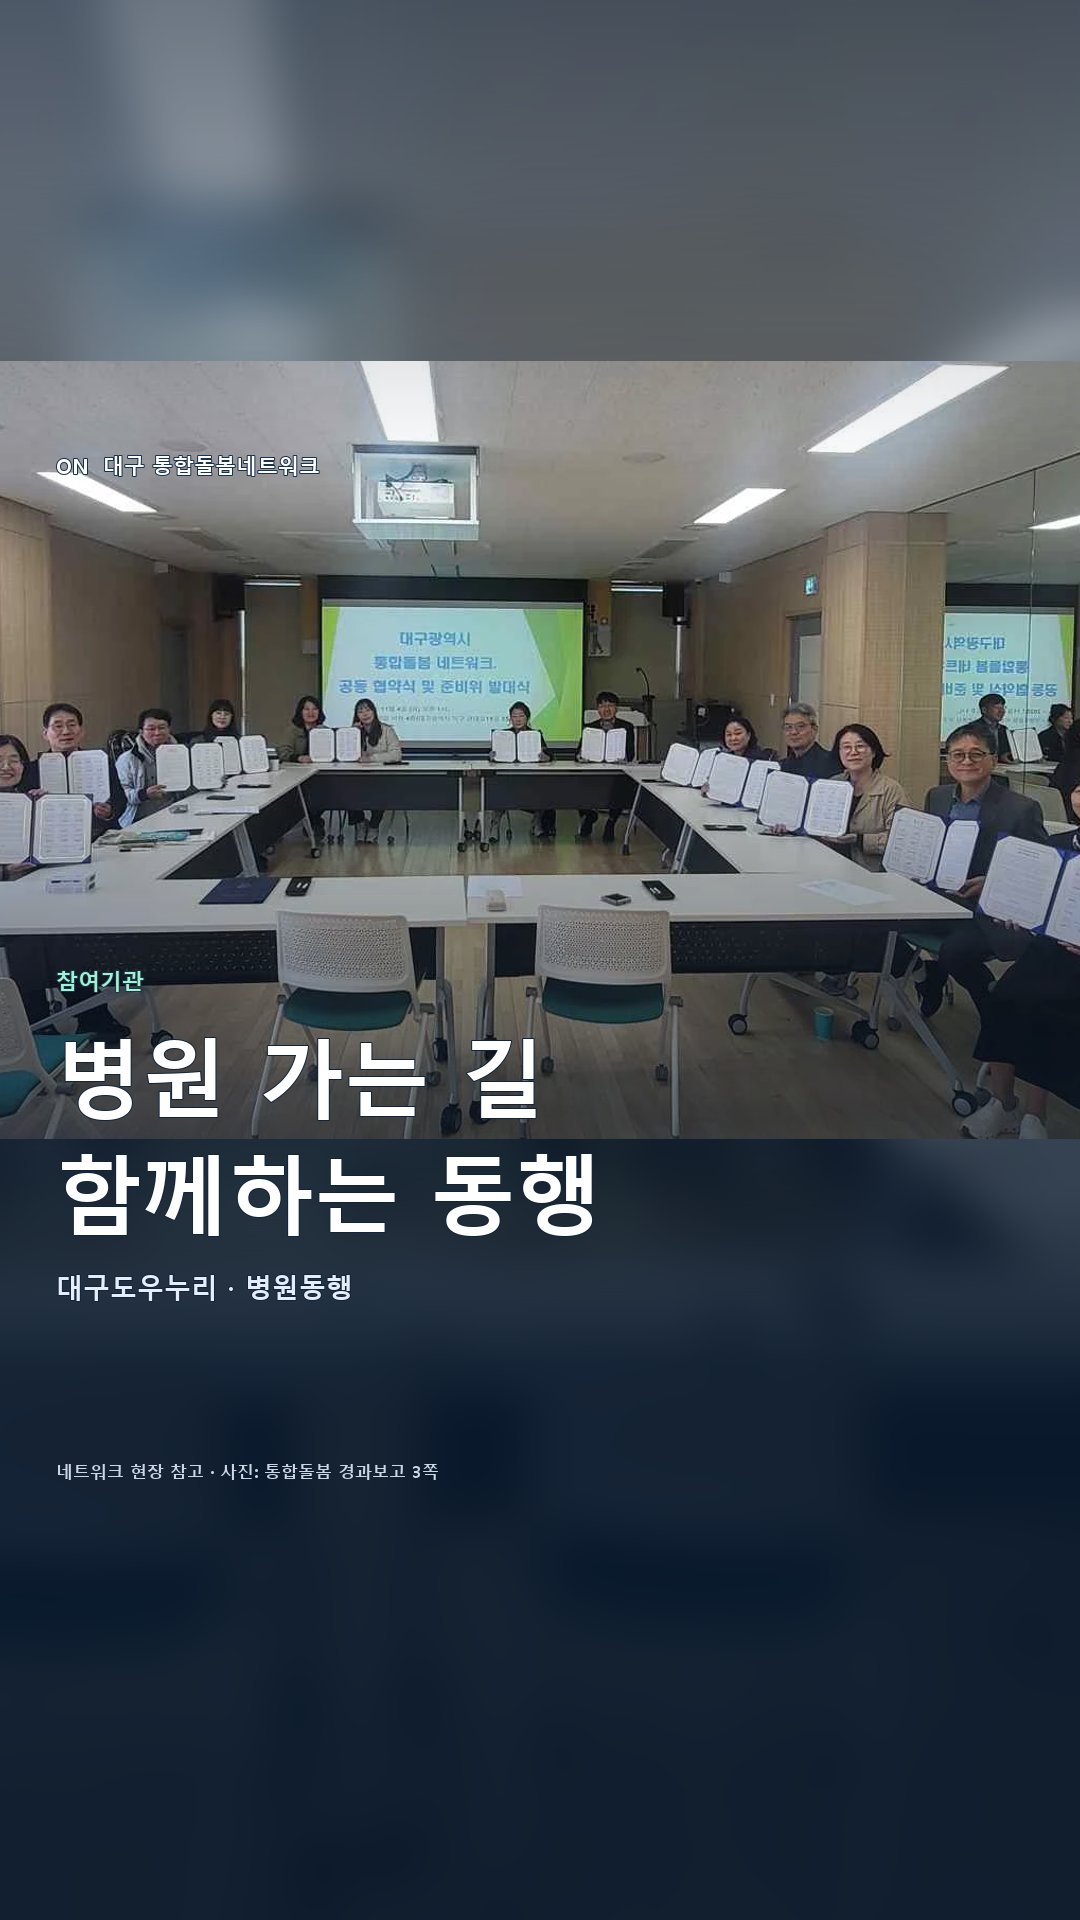 ON 대구 통합돌봄네트워크
대구광역시
통합돌봄 네트워크.
공동 협약식 및 준비위 발대식
참여기관
병원 가는 길
함께하는 동행
대구도우누리 · 병원동행
네트워크 현장 참고 · 사진: 통합돌봄 경과보고 3쪽